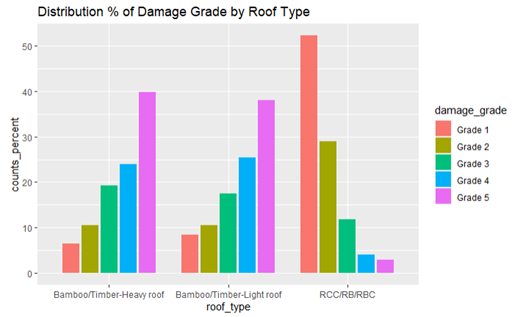 Distribution % of Damage Grade by Roof Type
counts_percent
50
40
30
20
10
0
Bamboo/Timber-Heavy roof
Bamboo/Timber-Light roof
RCC/RB/RBC
roof_type
damage_grade
Grade 1
Grade 2
Grade 3
Grade 4
Grade 5